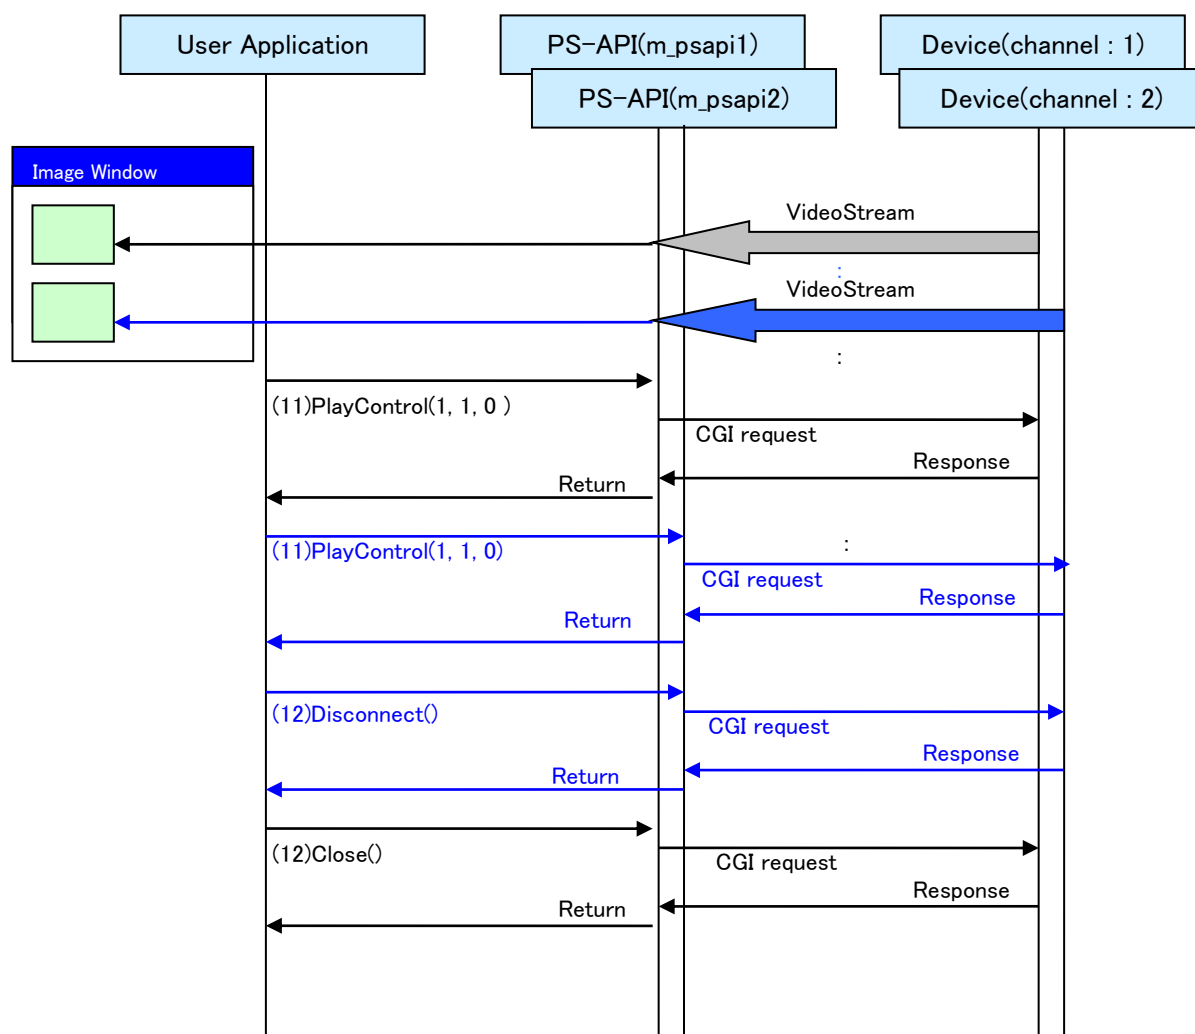 User Application
PS-API(m_psapi1)
Device(channel : 1)
PS-API(m_psapi2)
Device(channel : 2)
Image Window
VideoStream
:
VideoStream
:
(11)PlayControl(1, 1, 0 )
CGI request
Response
Return
(11)PlayControl(1, 1, 0)
:
CGI request
Response
Return
(12)Disconnect()
CGI request
Response
Return
(12)Close()
CGI request
Response
Return